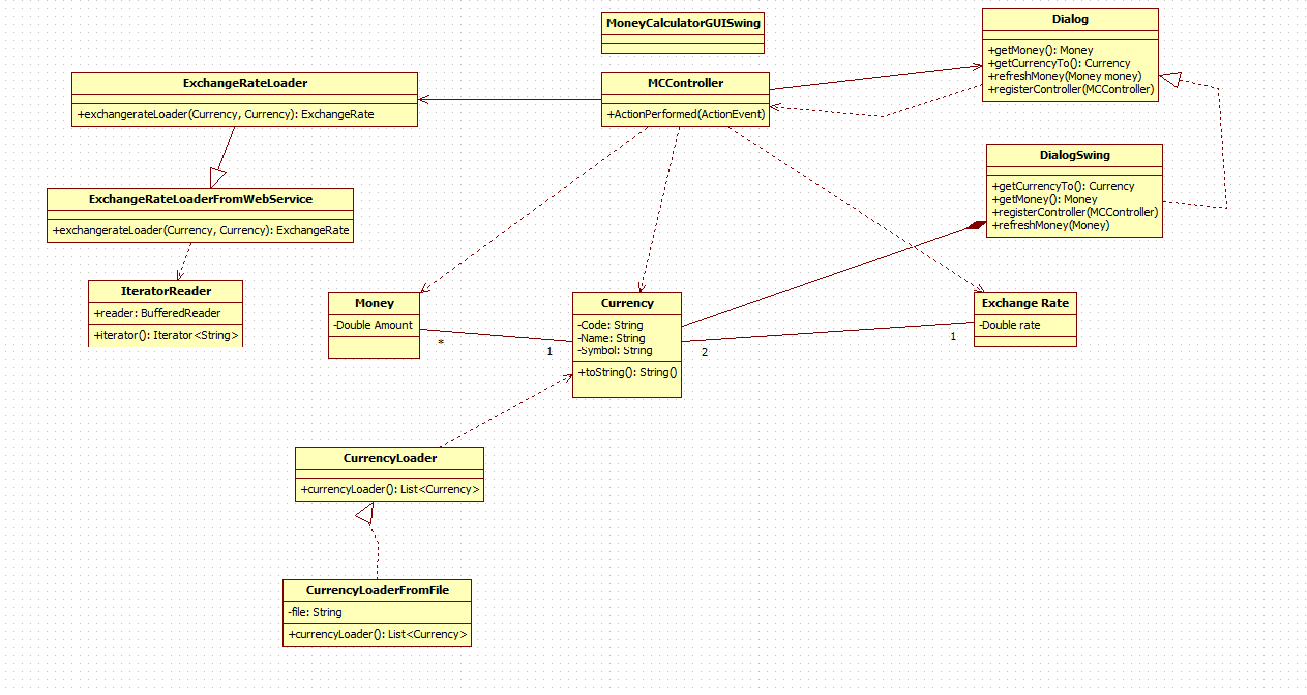 MoneyCalculatorGUISwing
Dialog
+getMoney(): Money
+getCurrencyTo(): Currency
+refreshMoney(Money money)
+registerController(MCController)
ExchangeRateLoader
+exchangerateLoader(Currency, Currency): ExchangeRate
MCController
+ActionPerformed(ActionEvent)
DialogSwing
+getCurrencyTo(): Currency
+getMoney(): Money
+registerController(MCController)
+refreshMoney(Money)
ExchangeRateLoaderFromWebService
+exchangerateLoader(Currency, Currency): ExchangeRate
IteratorReader
+reader: BufferedReader
+iterator(): Iterator<String>
Money
-Double Amount
*
1
Currency
-Code: String
-Name: String
-Symbol: String
+toString(): String()
2
1
Exchange Rate
-Double rate
CurrencyLoader
+currencyLoader(): List<Currency>
CurrencyLoaderFromFile
-file: String
+currencyLoader(): List<Currency>